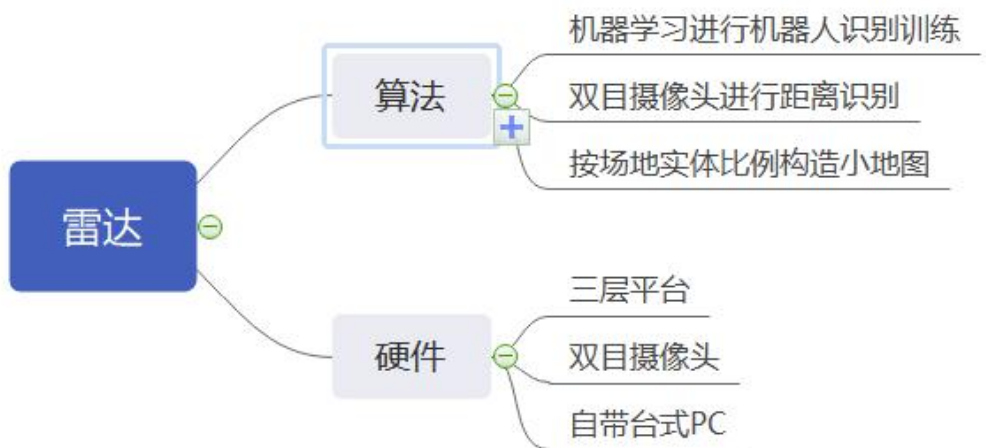 雷达
算法
机器学习进行机器人识别训练
双目摄像头进行距离识别
按场地实体比例构造小地图
硬件
三层平台
双目摄像头
自带台式PC